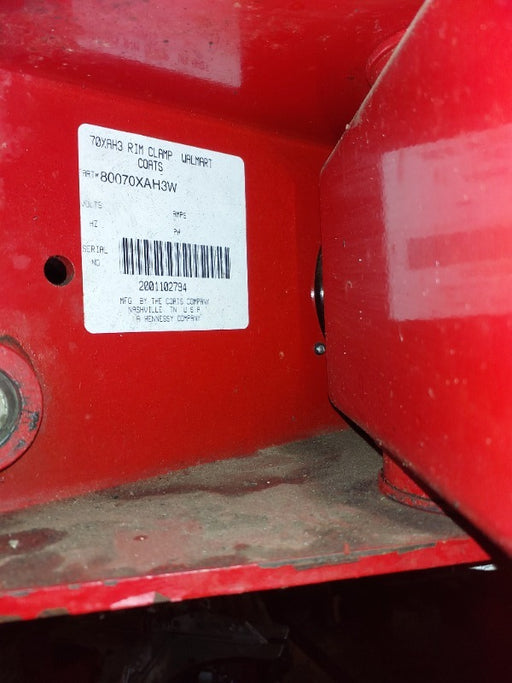 70XAH3 RIM CLAMP WALMART
COATS
ART# 80070XAH3W
VOLTS AMPS
HZ PH
SERIAL
NO
2001102794
MFG BY THE COATS COMPANY
NASHVILLE TN U S A
A HENNESSY COMPANY